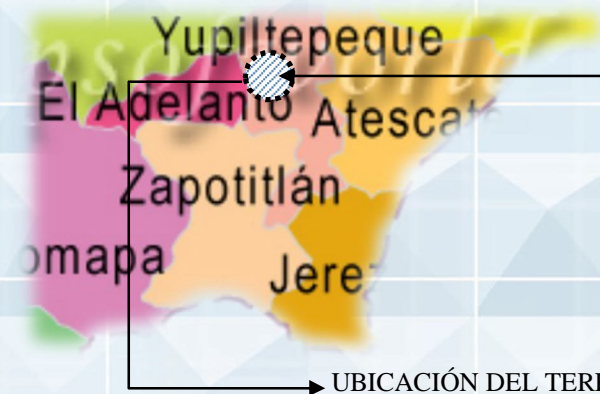 Yupiltepeque
El Adelanto
Atescat
Zapotitlán
omapa
Jere
UBICACIÓN DEL TER